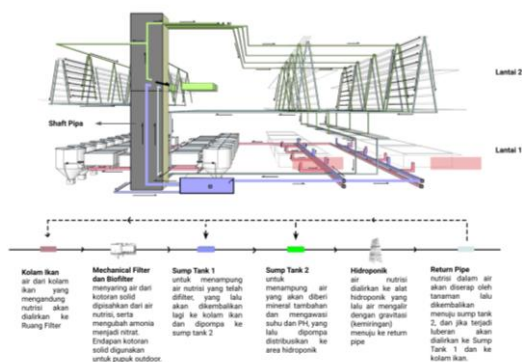 Lantai 2
Shaft Pipa
Lantai 1
Kolam Ikan
air dari kolam
ikan yang
mengandung
nutrisi akan
dialirkan ke
Ruang Filter
Mechanical Filter
dan Biofilter
menyaring air dari
kotoran solid
dipisahkan dari air
nutrisi, serta
mengubah amonia
menjadi nitrat.
Endapan kotoran
solid digunakan
untuk pupuk outdoor.
Sump Tank 1
untuk menampung
air nutrisi yang telah
difilter, yang lalu
akan dikembalikan
lagi ke kolam ikan
dan dipompa ke
sump tank 2
Sump Tank 2
untuk
menampung air
yang akan diberi
mineral tambahan
dan mengawasi
suhu dan PH, yang
lalu dipompa
distribusikan ke
area hidroponik
Hidroponik
air nutrisi
dialirkan ke alat
hidroponik yang
lalu air mengalir
dengan gravitasi
(kemiringan)
menuju ke return
pipe
Return Pipe
nutrisi dalam air
akan diserap oleh
tanaman lalu
dikembalikan
menuju sump tank
2, dan jika terjadi
luberan akan
dialirkan ke Sump
Tank 1 dan ke
kolam ikan.